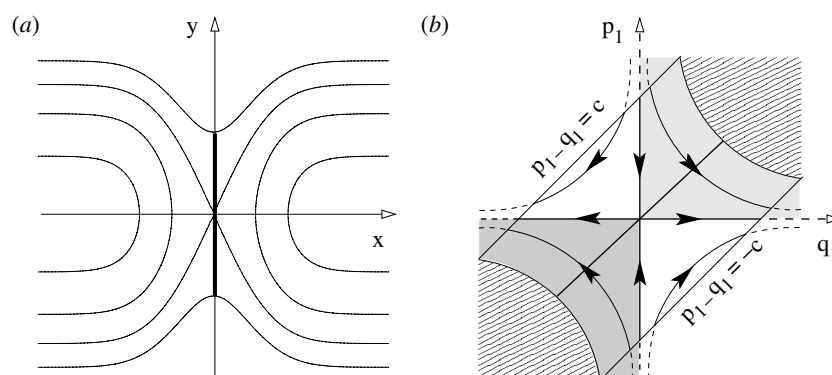 (a)
y
x
(b)
p1
p1–q1 = c
q
p1–q1 = –c